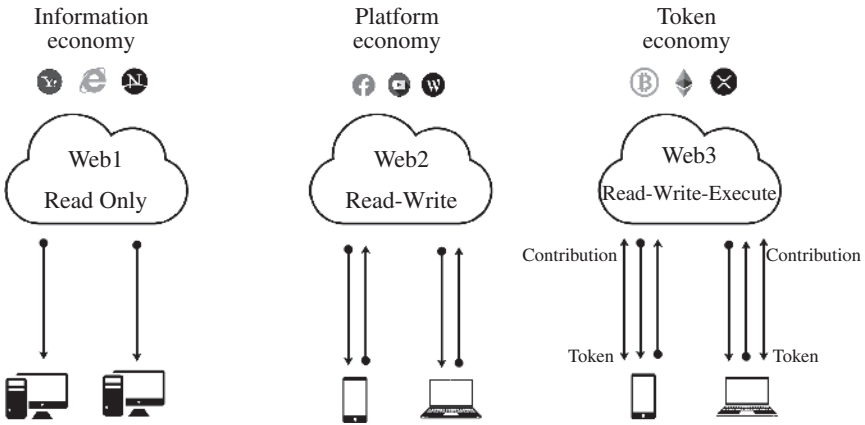 Information
economy
Platform
economy
Token
economy
Web1
Read Only
Web2
Read-Write
Web3
Read-Write-Execute
Contribution
Contribution
Token
Token